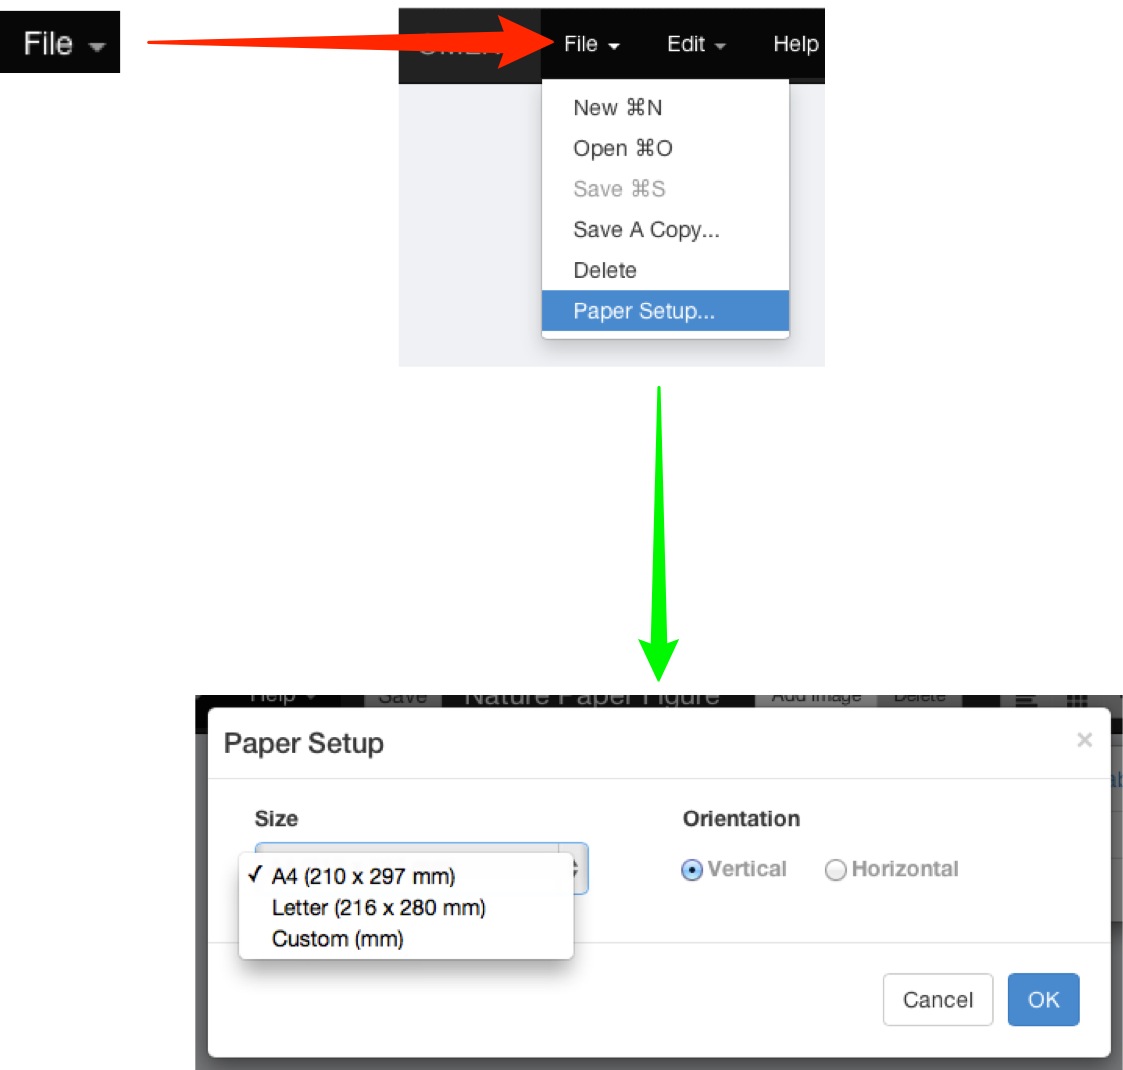 File
File Edit Help
New ⌘N
Open ⌘O
Save ⌘S
Save A Copy...
Delete
Paper Setup...
Help Save Nature Paper Figure Add Image Delete
Paper Setup ×
Size Orientation
✓ A4 (210 x 297 mm) Vertical Horizontal
Letter (216 x 280 mm)
Custom (mm)
Cancel OK